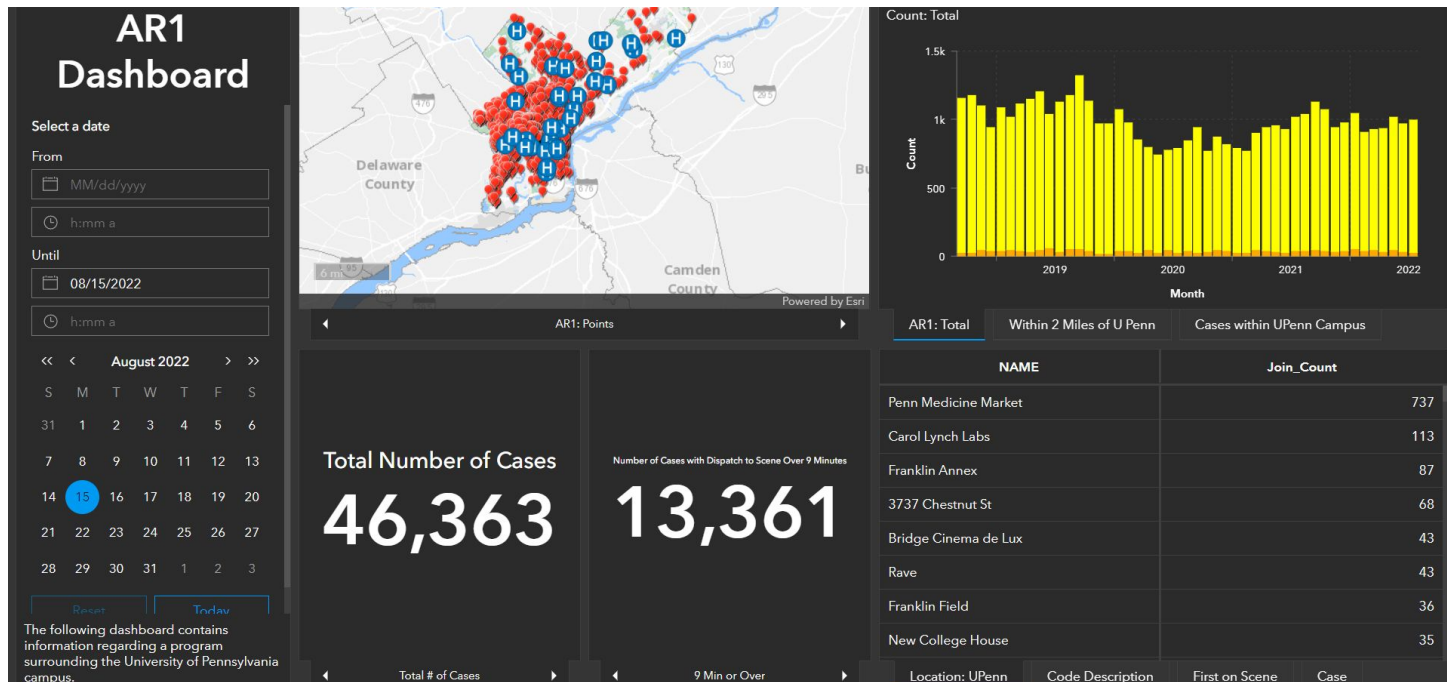 AR1
Dashboard
Select a date
From
MM/dd/yyyy
h:mm a
Until
08/15/2022
h:mm a
<< < August 2022 > >>
S M T W T F S
31 1 2 3 4 5 6
7 8 9 10 11 12 13
14 15 16 17 18 19 20
21 22 23 24 25 26 27
28 29 30 31 1 2 3
Reset Today
The following dashboard contains
information regarding a program
surrounding the University of Pennsylvania
campus.
H H H H
H H H H
H H H
H H
H H H
H H H H H H
H
476
130
295
Delaware
County
676
95
6
130
Camden
County
Bu
Powered by Esri
AR1: Points
Total Number of Cases
46,363
Total # of Cases
Number of Cases with Dispatch to Scene Over 9 Minutes
13,361
9 Min or Over
Count: Total
1.5k
1k
500
0
Count
2019 2020 2021 2022
Month
AR1: Total Within 2 Miles of U Penn Cases within UPenn Campus
NAME Join_Count
Penn Medicine Market 737
Carol Lynch Labs 113
Franklin Annex 87
3737 Chestnut St 68
Bridge Cinema de Lux 43
Rave 43
Franklin Field 36
New College House 35
Location: UPenn Code Description First on Scene Case